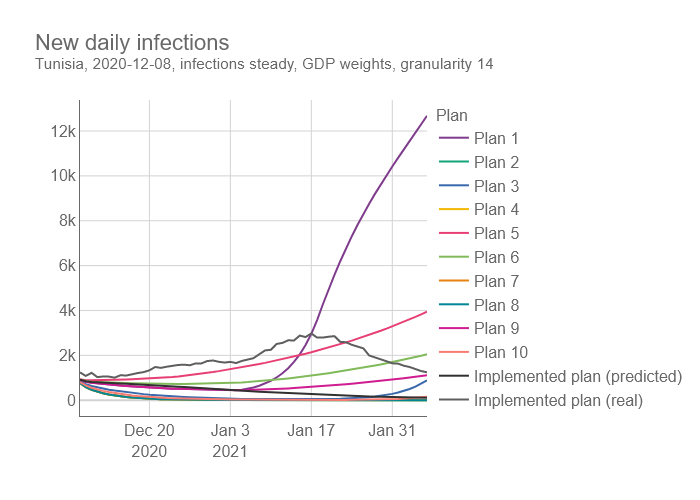 New daily infections
Tunisia, 2020-12-08, infections steady, GDP weights, granularity 14
12k
10k
8k
6k
4k
2k
0
Dec 20
2020
Jan 3
2021
Jan 17
Jan 31
Plan
Plan 1
Plan 2
Plan 3
Plan 4
Plan 5
Plan 6
Plan 7
Plan 8
Plan 9
Plan 10
Implemented plan (predicted)
Implemented plan (real)